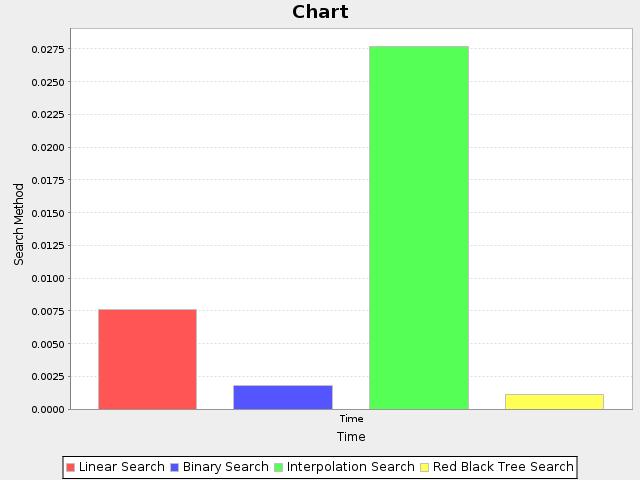 Chart
0.0275
0.0250
0.0225
0.0200
0.0175
0.0150
0.0125
0.0100
0.0075
0.0050
0.0025
0.0000
Search Method
Time
Time
Linear Search Binary Search Interpolation Search Red Black Tree Search